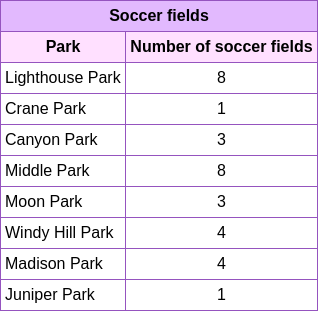 Soccer fields
Park Number of soccer fields
Lighthouse Park 8
Crane Park 1
Canyon Park 3
Middle Park 8
Moon Park 3
Windy Hill Park 4
Madison Park 4
Juniper Park 1